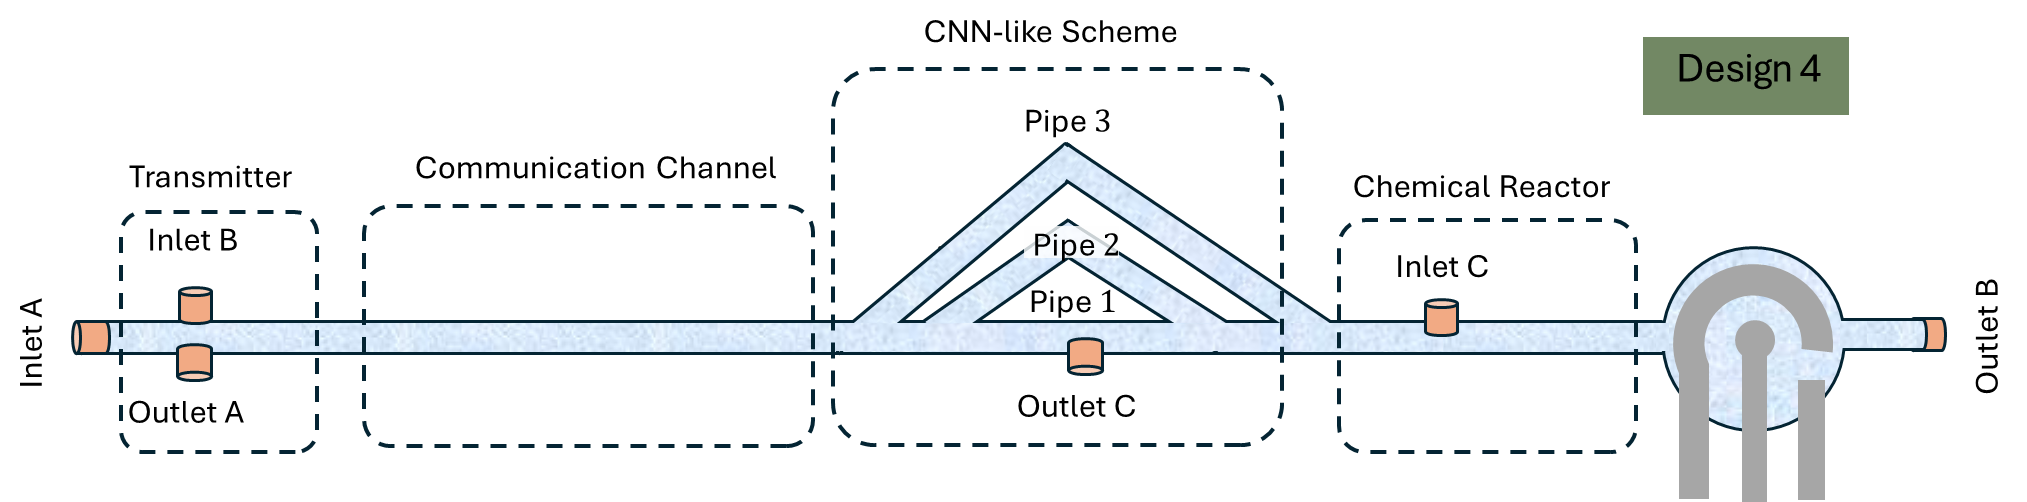 CNN-like Scheme
Design 4
Pipe 3
Communication Channel
Transmitter
Chemical Reactor
Inlet B
Pipe 2
Inlet C
Pipe 1
Inlet A
Outlet B
Outlet A
Outlet C